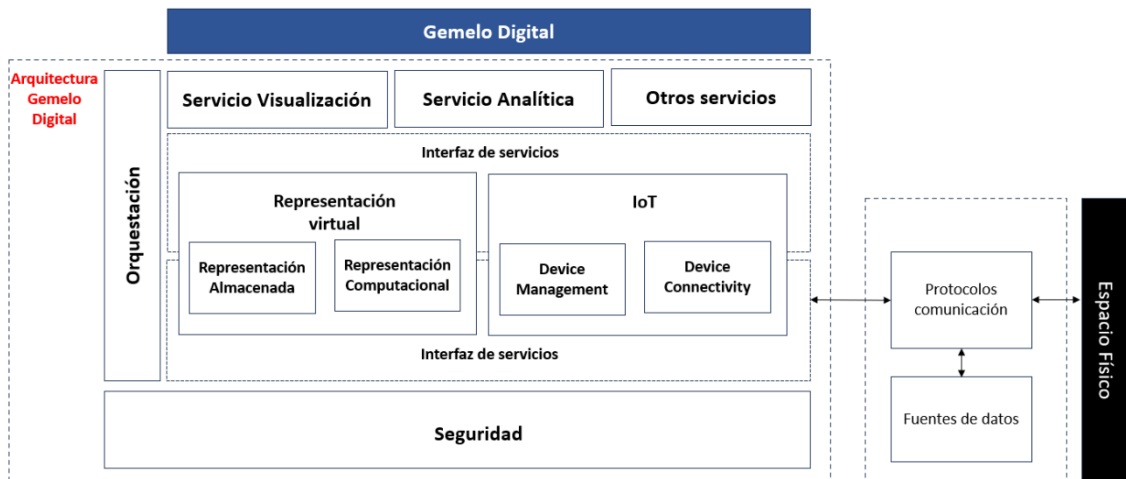 Gemelo Digital
Arquitectura
Gemelo
Digital
Orquestación
Servicio Visualización
Servicio Analítica
Otros servicios
Interfaz de servicios
Representación
virtual
IoT
Representación
Almacenada
Representación
Computacional
Device
Management
Device
Connectivity
Interfaz de servicios
Seguridad
Protocolos
comunicación
Fuentes de datos
Espacio Físico